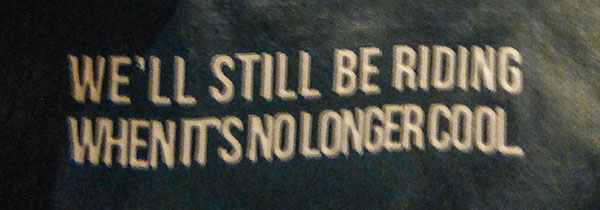 WE'LL STILL BE RIDING
WHEN IT'S NO LONGER COOL